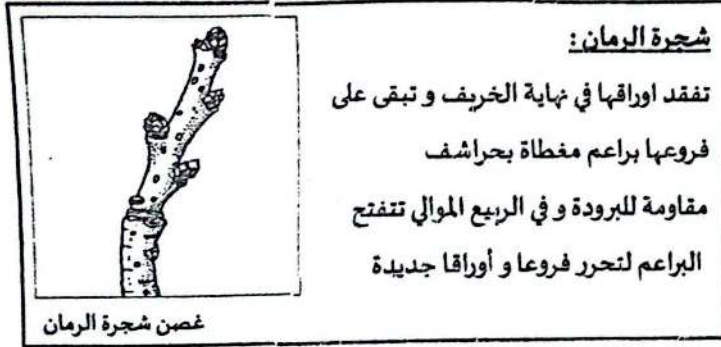 شجرة الرمان :
تفقد اوراقها في نهاية الخريف و تبقى على
فروعها براعم مغطاة بحراشف
مقاومة للبرودة و في الربيع الموالي تتفتح
البراعم لتحرر فروعا و أوراقا جديدة
غصن شجرة الرمان